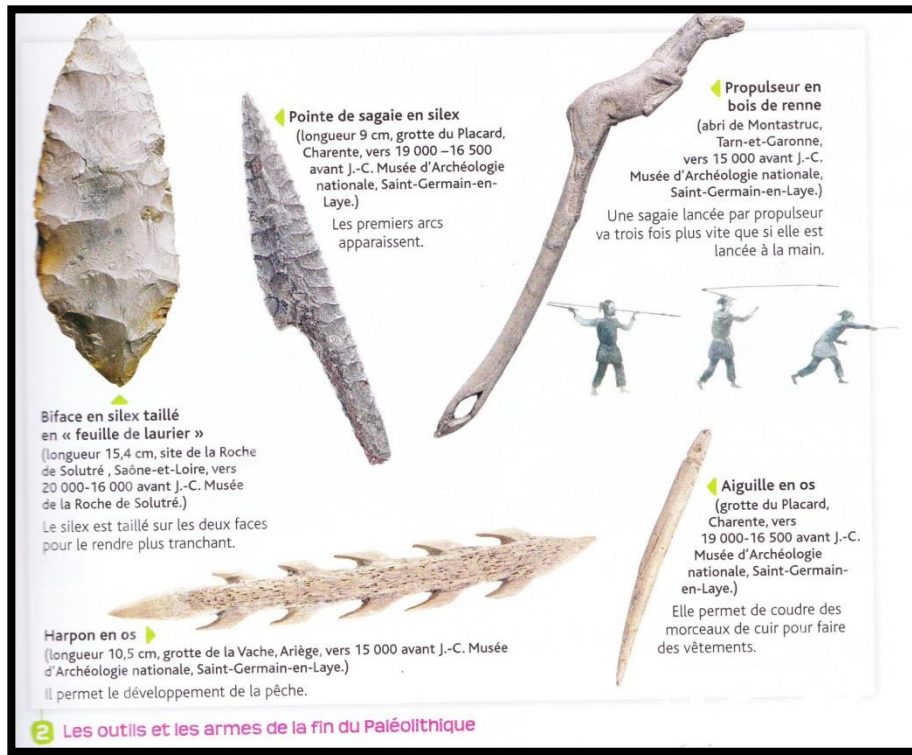 Pointe de sagaie en silex
(longueur 9 cm, grotte du Placard,
Charente, vers 19 000 –16 500
avant J.-C. Musée d'Archéologie
nationale, Saint-Germain-en-
Laye.)
Les premiers arcs
apparaissent.
Propulseur en
bois de renne
(abri de Montastruc,
Tarn-et-Garonne,
vers 15 000 avant J.-C.
Musée d'Archéologie nationale,
Saint-Germain-en-Laye.)
Une sagaie lancée par propulseur
va trois fois plus vite que si elle est
lancée à la main.
Biface en silex taillé
en « feuille de laurier »
(longueur 15,4 cm, site de la Roche
de Solutré , Saône-et-Loire, vers
20 000-16 000 avant J.-C. Musée
de la Roche de Solutré.)
Le silex est taillé sur les deux faces
pour le rendre plus tranchant.
Aiguille en os
(grotte du Placard,
Charente, vers
19 000-16 500 avant J.-C.
Musée d'Archéologie
nationale, Saint-Germain-
en-Laye.)
Elle permet de coudre des
morceaux de cuir pour faire
des vêtements.
Harpon en os
(longueur 10,5 cm, grotte de la Vache, Ariège, vers 15 000 avant J.-C. Musée
d'Archéologie nationale, Saint-Germain-en-Laye.)
Il permet le développement de la pêche.
2 Les outils et les armes de la fin du Paléolithique